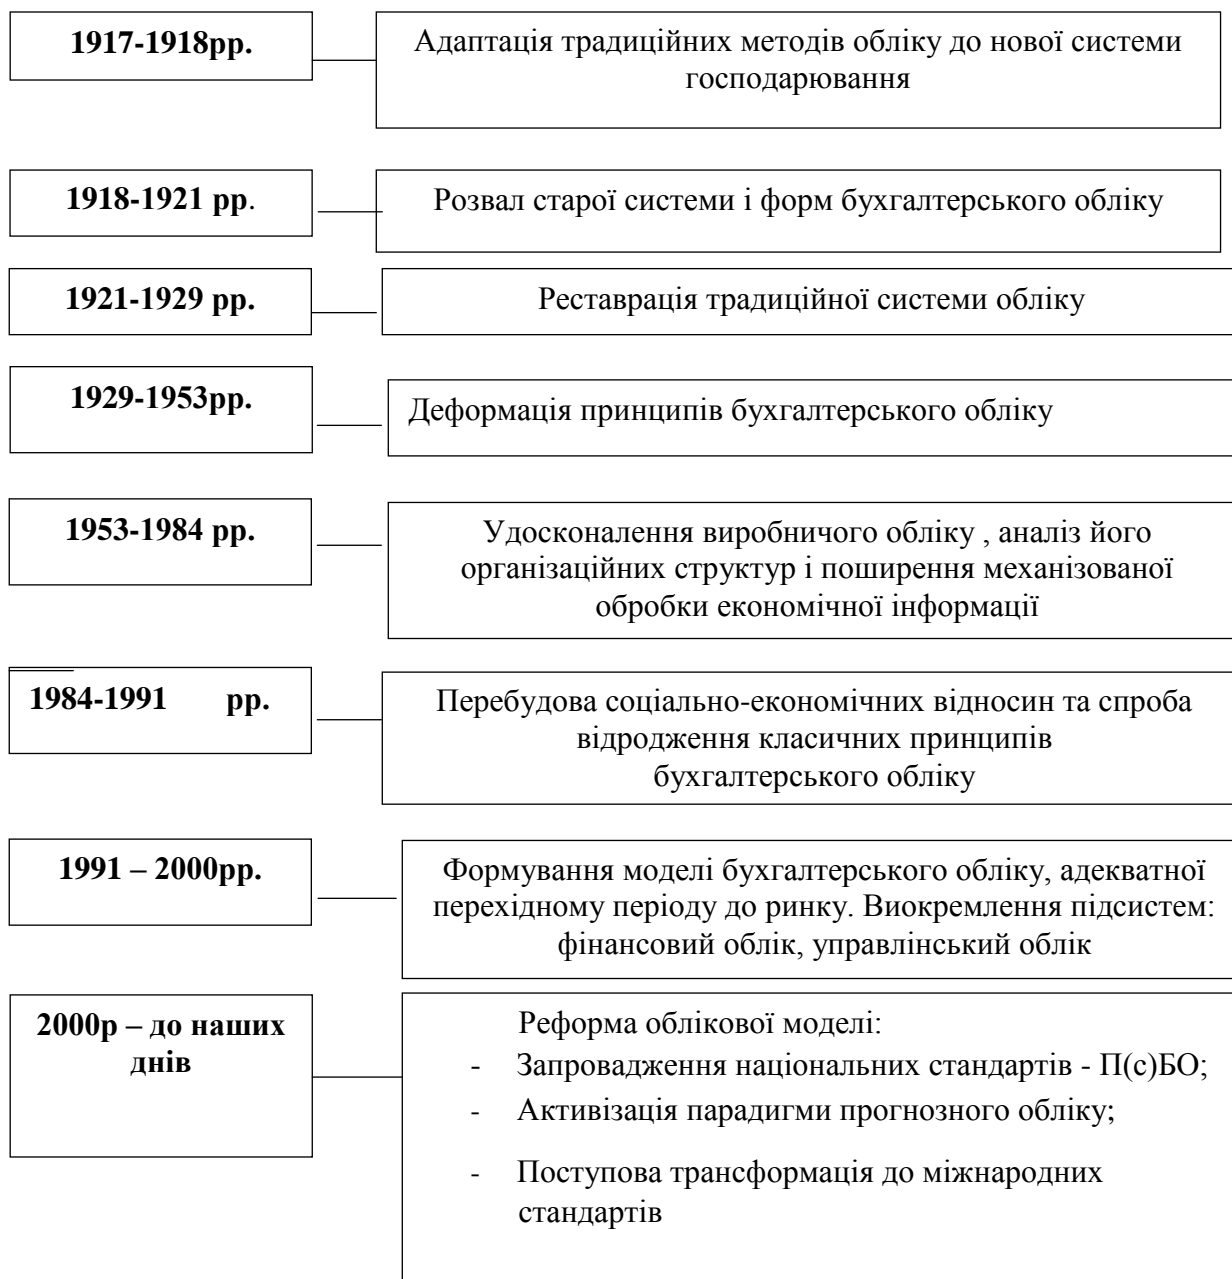 1917-1918рр.
Адаптація традиційних методів обліку до нової системи
господарювання
1918-1921 рр.
Розвал старої системи і форм бухгалтерського обліку
1921-1929 рр.
Реставрація традиційної системи обліку
1929-1953рр.
Деформація принципів бухгалтерського обліку
1953-1984 рр.
Удосконалення виробничого обліку , аналіз його
організаційних структур і поширення механізованої
обробки економічної інформації
1984-1991 рр.
Перебудова соціально-економічних відносин та спроба
відродження класичних принципів
бухгалтерського обліку
1991 – 2000рр.
Формування моделі бухгалтерського обліку, адекватної
перехідному періоду до ринку. Виокремлення підсистем:
фінансовий облік, управлінський облік
2000р – до наших
днів
Реформа облікової моделі:
- Запровадження національних стандартів - П(с)БО;
- Активізація парадигми прогнозного обліку;
- Поступова трансформація до міжнародних
стандартів